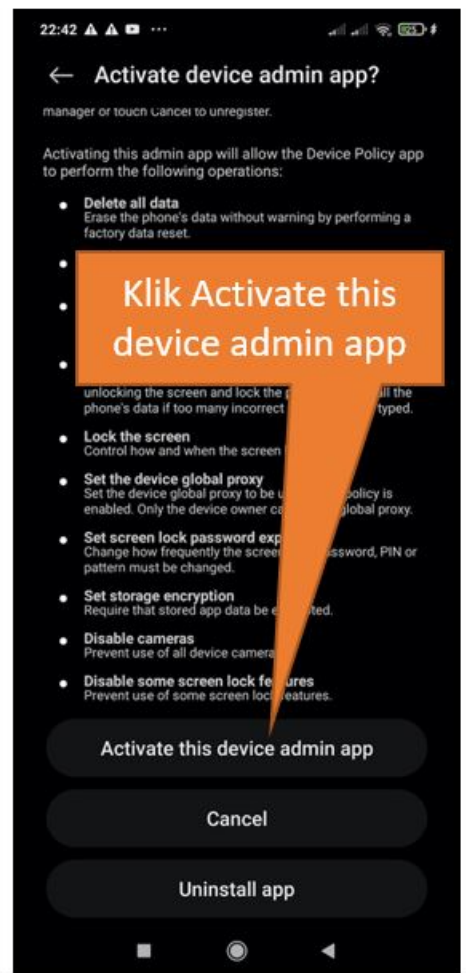 22:42
Activate device admin app?
manager or touch Cancel to unregister.
Activating this admin app will allow the Device Policy app
to perform the following operations:
Delete all data
Erase the phone's data without warning by performing a
factory data reset.
Klik Activate this
device admin app
unlocking the screen and lock the all the
phone's data if too many incorrect typed.
Lock the screen
Control how and when the screen
Set the device global proxy
Set the device global proxy to be policy is
enabled. Only the device owner global proxy.
Set screen lock password
Change how frequently the PIN or
pattern must be changed.
Set storage encryption
Require that stored app data be
Disable cameras
Prevent use of all device
Disable some screen lock
Prevent use of some screen features.
Activate this device admin app
Cancel
Uninstall app